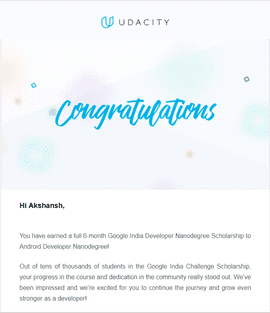 UDACITY
Congratulations
Hi Akshansh,
You have earned a full 6-month Google India Developer Nanodegree Scholarship to
Android Developer Nanodegree!
Out of tens of thousands of students in the Google India Challenge Scholarship,
your progress in the course and dedication in the community really stood out. We've
been impressed and we're excited for you to continue the journey and grow even
stronger as a developer!